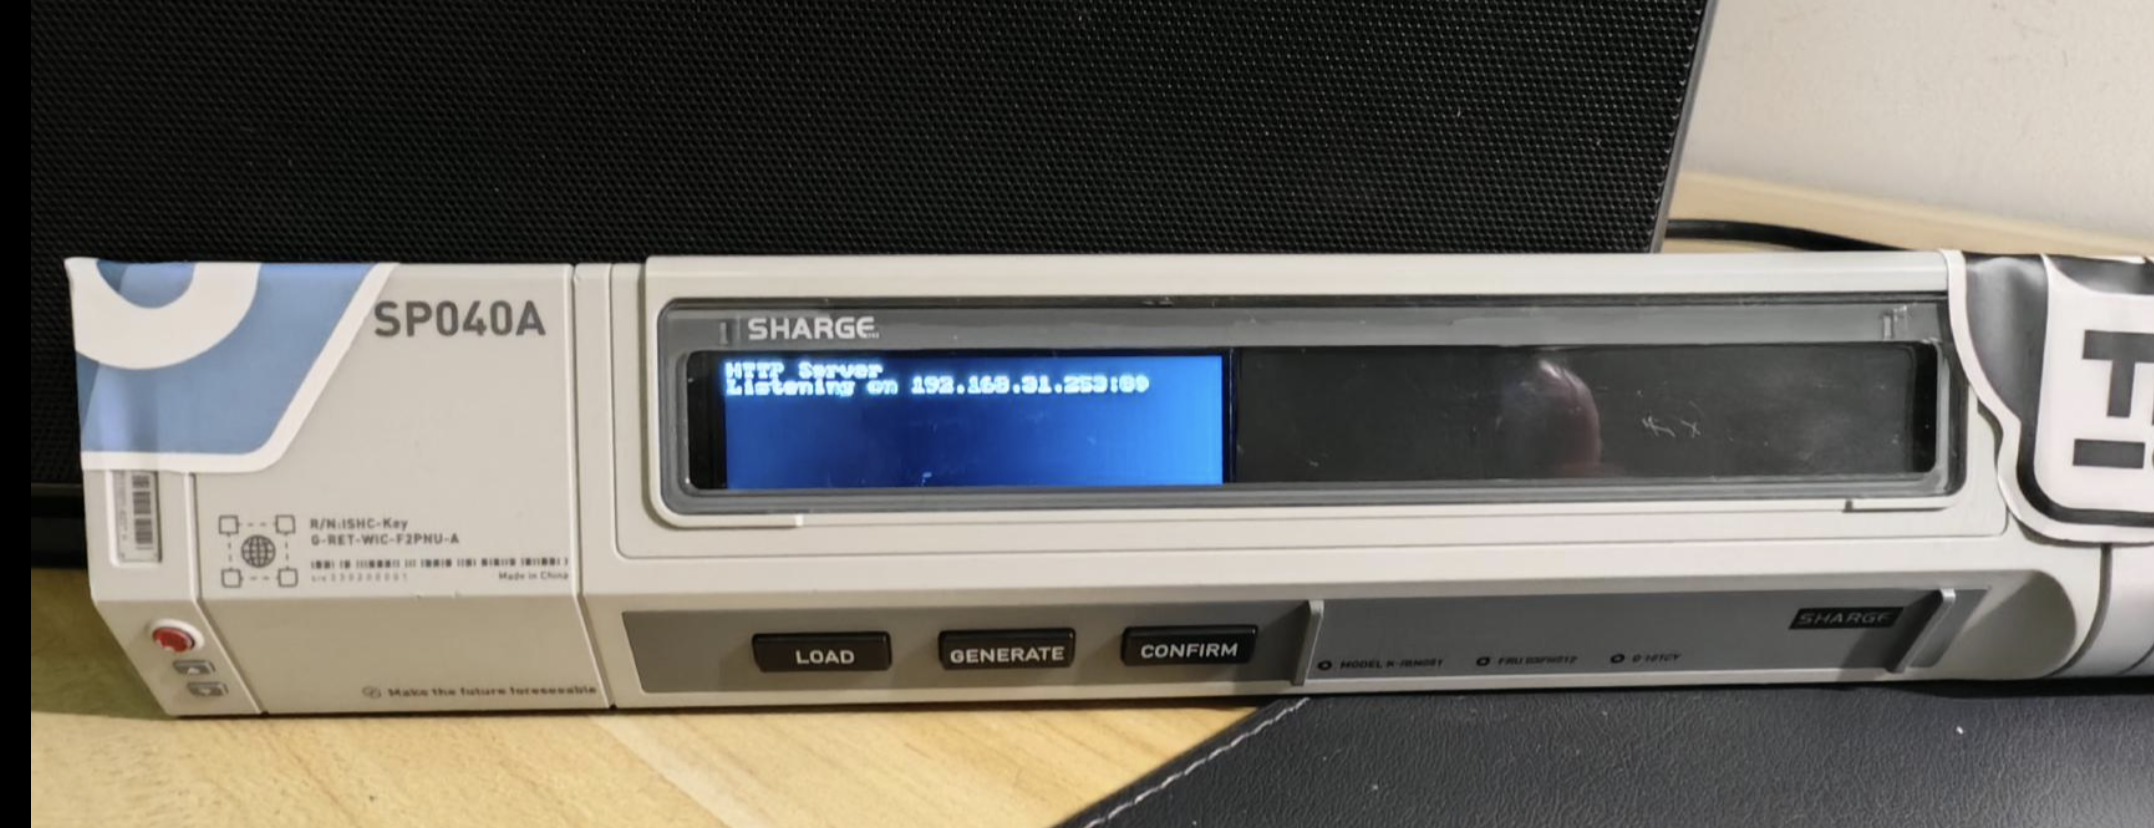 SP040A
SHARGE
HTTP Server
Listening on 192.168.31.253:80
R/N:ISHC-Key
G-RET-WIC-F2PNU-A
Made in China
Make the future foreseeable
LOAD
GENERATE
CONFIRM
SHARGE
MODEL